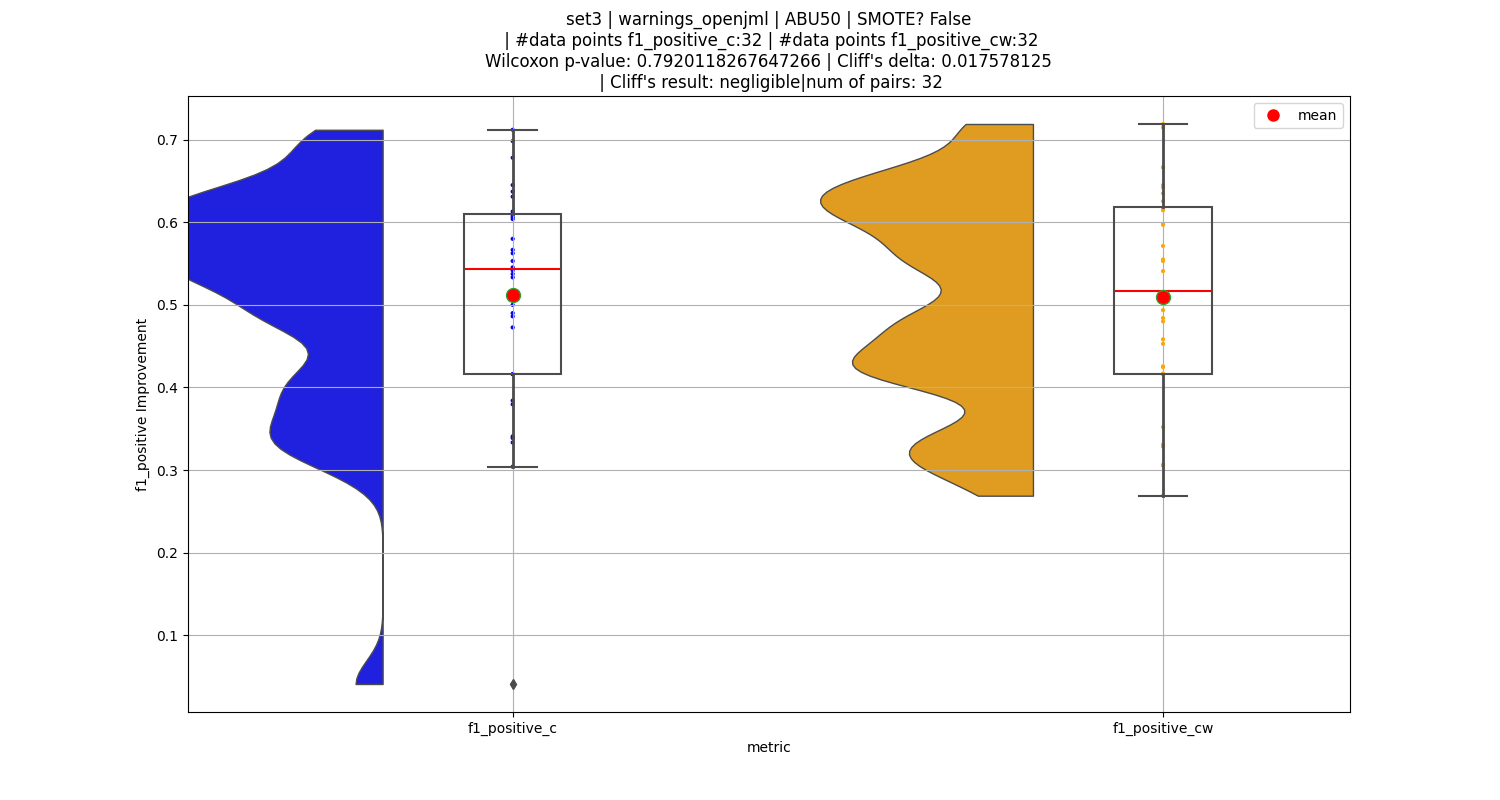 set3 | warnings_openjml | ABU50 | SMOTE? False
| #data points f1_positive_c:32 | #data points f1_positive_cw:32
Wilcoxon p-value: 0.7920118267647266 | Cliff's delta: 0.017578125
| Cliff's result: negligible|num of pairs: 32
mean
0.7
0.6
0.5
0.4
0.3
0.2
0.1
f1_positive Improvement
f1_positive_c
f1_positive_cw
metric